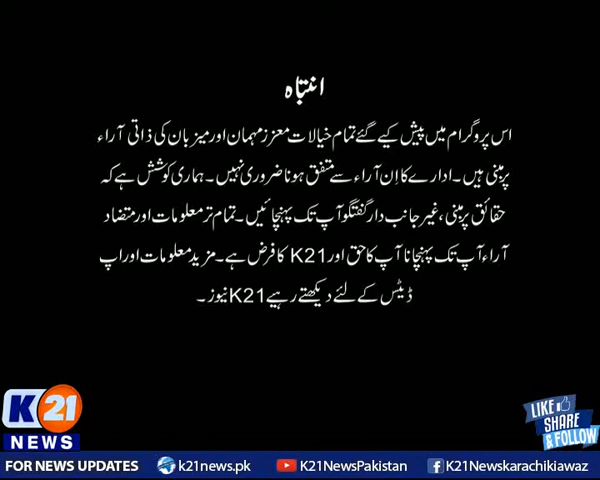 انتباہ
اس پروگرام میں پیش کیے گئے تمام خیالات معزز مہمان اور میزبان کی ذاتی آراء
پر مبنی ہیں۔ ادارے کا اِن آراء سے متفق ہونا ضروری نہیں۔ ہماری کوشش ہے کہ
حقائق پر مبنی، غیر جانب دار گفتگو آپ تک پہنچائیں۔ تمام تر معلومات اور متضاد
آراء آپ تک پہنچانا آپ کا حق اور K21 کا فرض ہے۔ مزید معلومات اور اپ
ڈیٹس کے لئے دیکھتے رہیے K21 نیوز۔
K21
NEWS
LIKE
SHARE
& FOLLOW
FOR NEWS UPDATES k21news.pk K21NewsPakistan K21Newskarachikiawaz